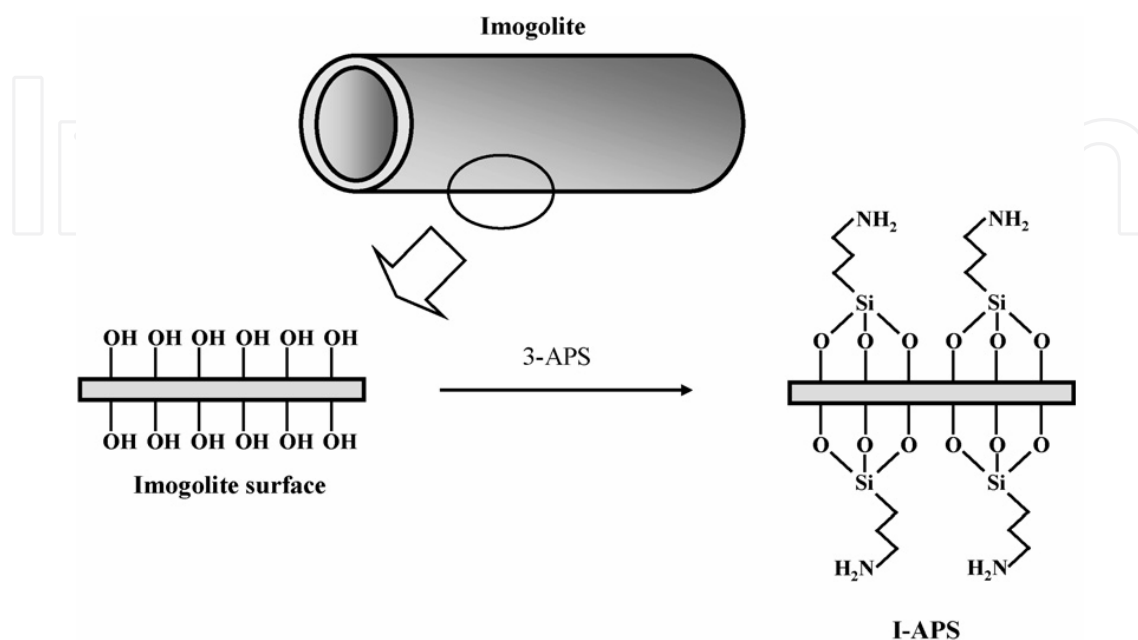 Imogolite
NH2 NH2
Si Si
O O O O O O
OH OH OH OH OH OH
3-APS
OH OH OH OH OH OH
O O O O O O
Imogolite surface
Si Si
H2N H2N
I-APS